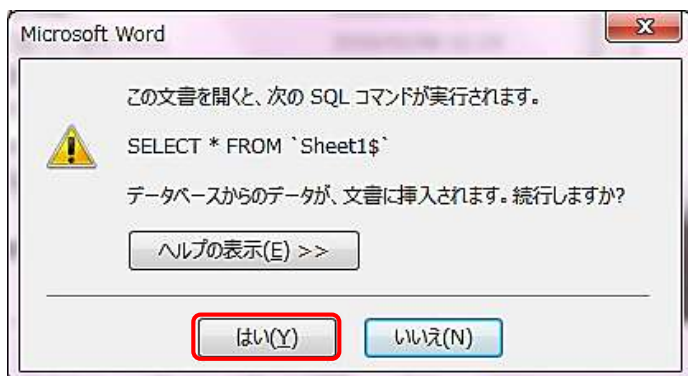 Microsoft Word
この文書を開くと、次の SQL コマンドが実行されます。
SELECT * FROM `Sheet1$`
データベースからのデータが、文書に挿入されます。続行しますか?
ヘルプの表示(E) >>
はい(Y)
いいえ(N)